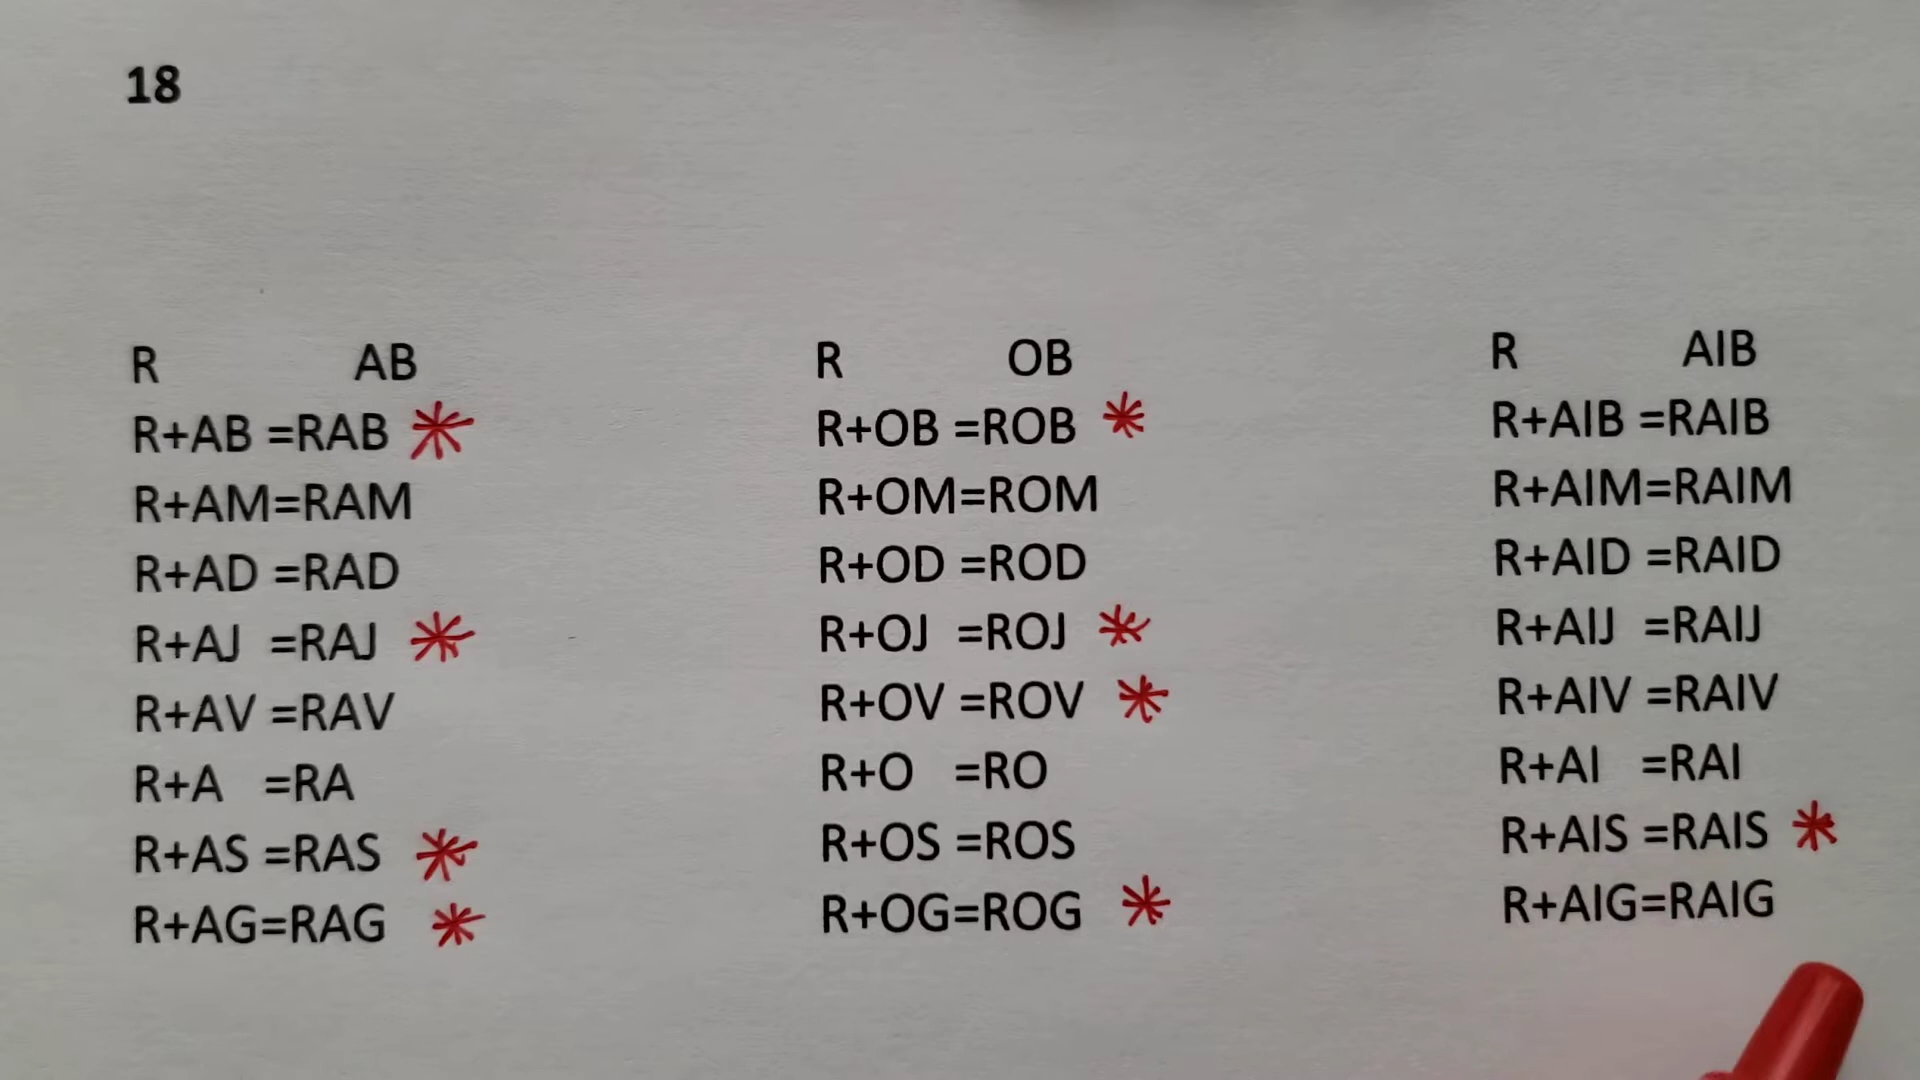 18
R AB
R+AB =RAB *
R+AM=RAM
R+AD =RAD
R+AJ =RAJ *
R+AV =RAV
R+A =RA
R+AS =RAS *
R+AG=RAG *
R OB
R+OB =ROB *
R+OM=ROM
R+OD =ROD
R+OJ =ROJ *
R+OV =ROV *
R+O =RO
R+OS =ROS
R+OG=ROG *
R AIB
R+AIB =RAIB
R+AIM=RAIM
R+AID =RAID
R+AIJ =RAIJ
R+AIV =RAIV
R+AI =RAI
R+AIS =RAIS *
R+AIG=RAIG